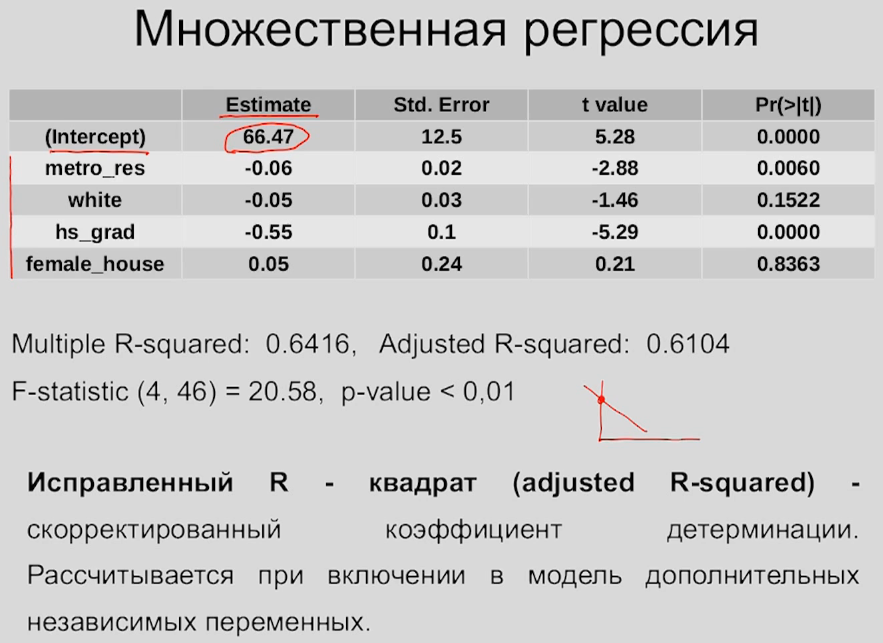 Множественная регрессия
Estimate Std. Error t value Pr(>|t|)
(Intercept) 66.47 12.5 5.28 0.0000
metro_res -0.06 0.02 -2.88 0.0060
white -0.05 0.03 -1.46 0.1522
hs_grad -0.55 0.1 -5.29 0.0000
female_house 0.05 0.24 0.21 0.8363
Multiple R-squared: 0.6416, Adjusted R-squared: 0.6104
F-statistic (4, 46) = 20.58, p-value < 0,01
Исправленный R - квадрат (adjusted R-squared) -
скорректированный коэффициент детерминации.
Рассчитывается при включении в модель дополнительных
независимых переменных.